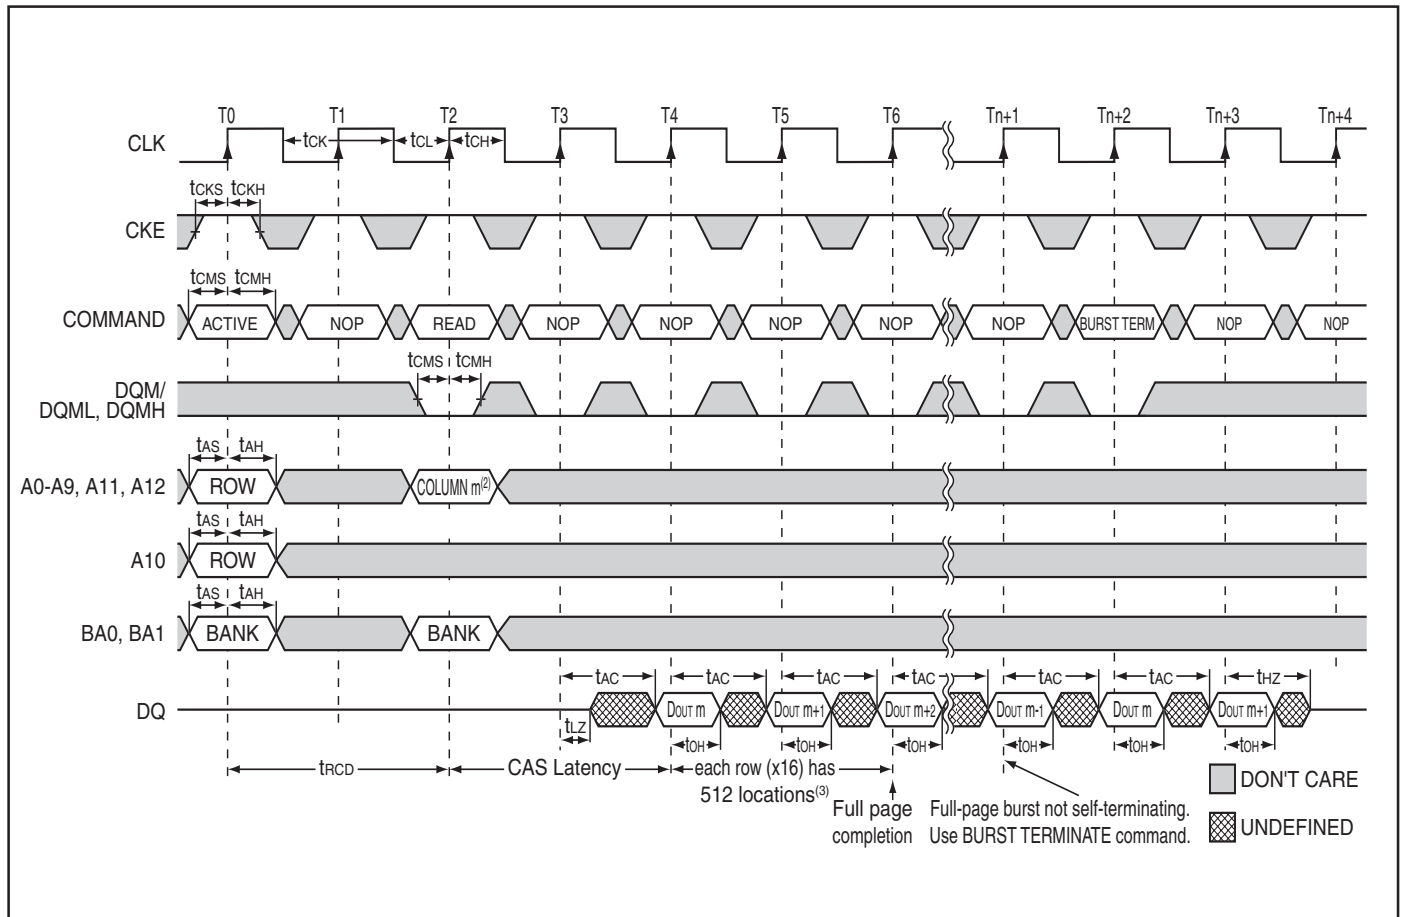 T0 T1 T2 T3 T4 T5 T6 Tn+1 Tn+2 Tn+3 Tn+4
CLK tCK tCL tCH
tCKS tCKH
CKE
tCMS tCMH
COMMAND ACTIVE NOP READ NOP NOP NOP NOP NOP BURST TERM NOP NOP
tCMS tCMH
DQM/
DQML, DQMH
tAS tAH
A0-A9, A11, A12 ROW COLUMN m(2)
tAS tAH
A10 ROW
tAS tAH
BA0, BA1 BANK BANK
tAC tAC tAC tAC tAC tAC tHZ
DQ DOUT m DOUT m+1 DOUT m+2 DOUT m-1 DOUT m DOUT m+1
tLZ tOH tOH tOH tOH tOH tOH
tRCD CAS Latency each row (x16) has
512 locations(3)
Full page
completion
Full-page burst not self-terminating.
Use BURST TERMINATE command.
DON'T CARE
UNDEFINED